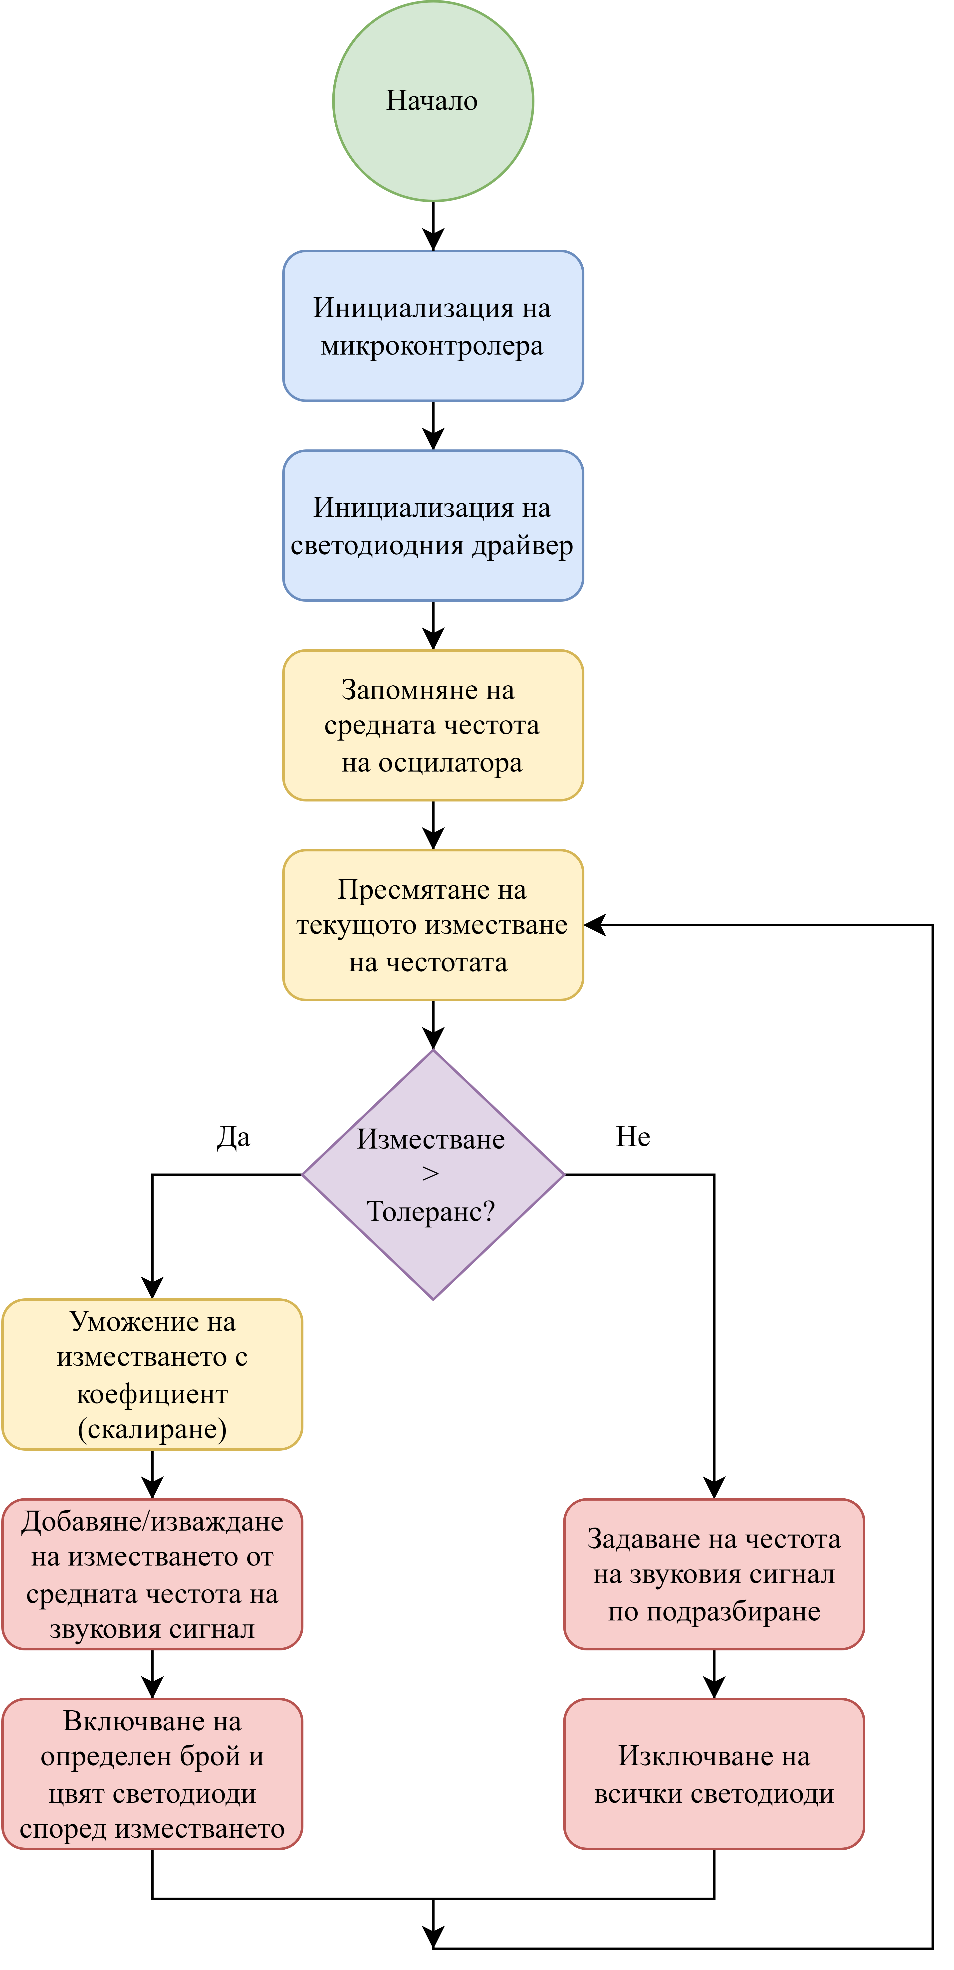 Начало
Инициализация на
микроконтролера
Инициализация на
светодиодния драйвер
Запомняне на
средната честота
на осцилатора
Пресмятане на
текущото изместване
на честотата
Да
Изместване
>
Толеранс?
Не
Уможение на
изместването с
коефициент
(скалиране)
Добавяне/изваждане
на изместването от
средната честота на
звуковия сигнал
Задаване на честота
на звуковия сигнал
по подразбиране
Включване на
определен брой и
цвят светодиоди
според изместването
Изключване на
всички светодиоди